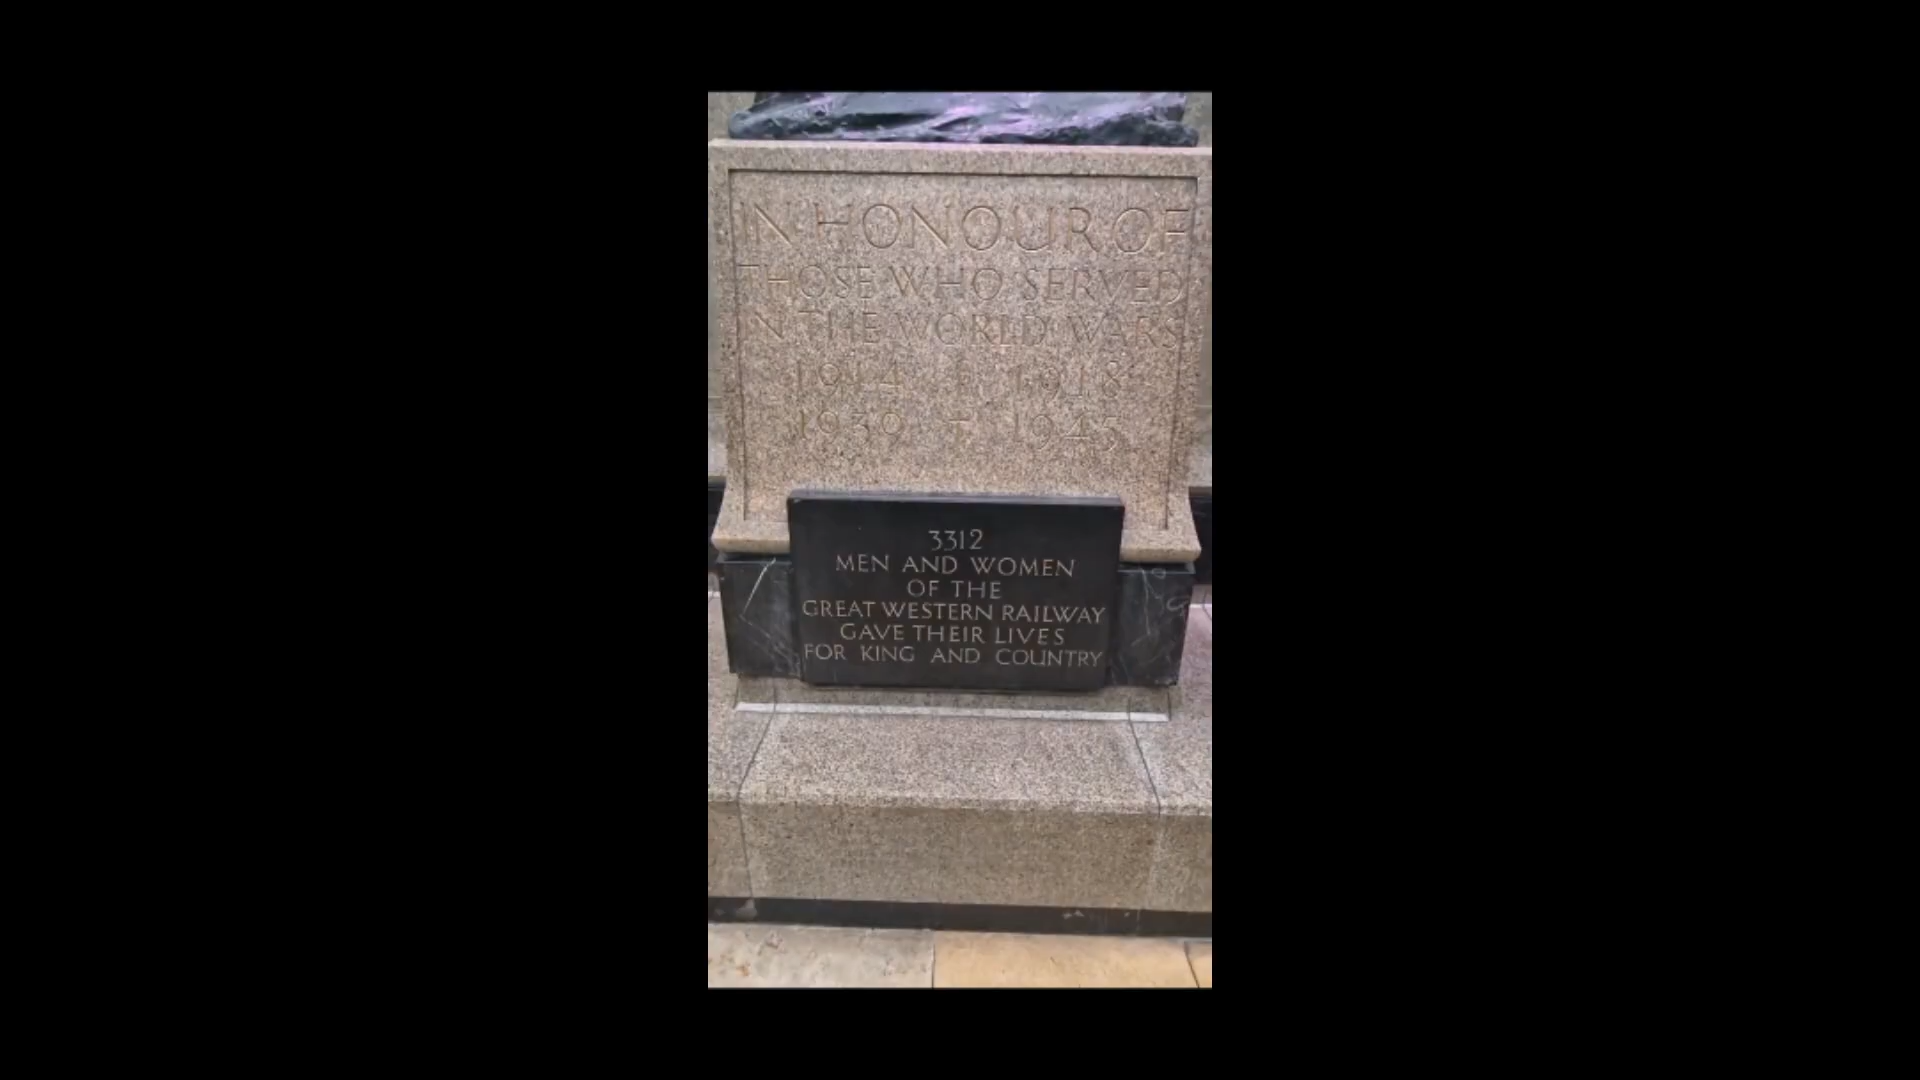 IN HONOUR OF
THOSE WHO SERVED
IN THE WORLD WARS
1914 † 1918
1939 † 1945
3312
MEN AND WOMEN
OF THE
GREAT WESTERN RAILWAY
GAVE THEIR LIVES
FOR KING AND COUNTRY